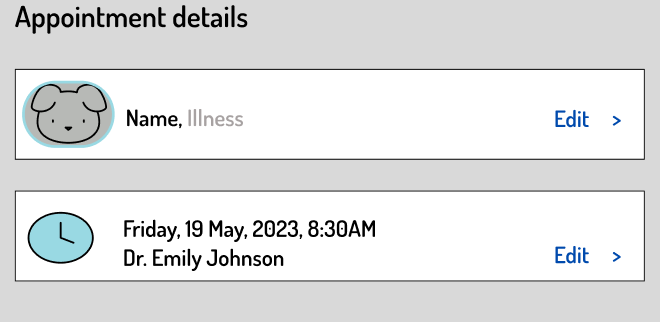 Appointment details
Name, Illness
Edit >
Friday, 19 May, 2023, 8:30AM
Dr. Emily Johnson
Edit >